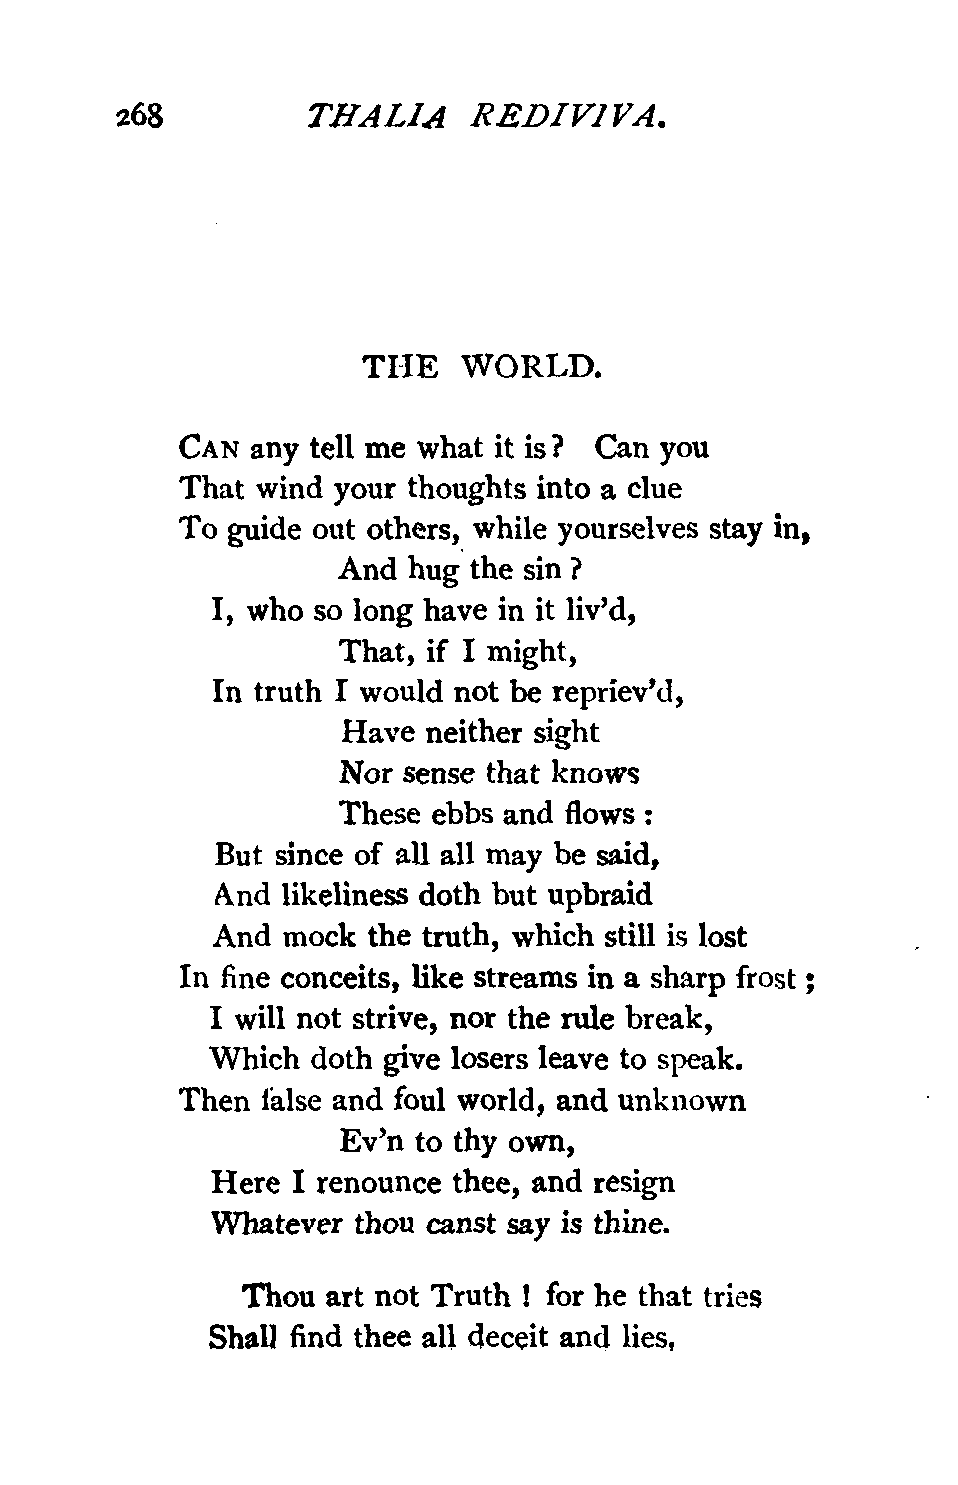 268 THALIA REDIVIVA.
THE WORLD.
CAN any tell me what it is? Can you
That wind your thoughts into a clue
To guide out others, while yourselves stay in,
And hug the sin?
I, who so long have in it liv'd,
That, if I might,
In truth I would not be repriev'd,
Have neither sight
Nor sense that knows
These ebbs and flows :
But since of all all may be said,
And likeliness doth but upbraid
And mock the truth, which still is lost
In fine conceits, like streams in a sharp frost ;
I will not strive, nor the rule break,
Which doth give losers leave to speak.
Then false and foul world, and unknown
Ev'n to thy own,
Here I renounce thee, and resign
Whatever thou canst say is thine.
Thou art not Truth ! for he that tries
Shall find thee all deceit and lies,